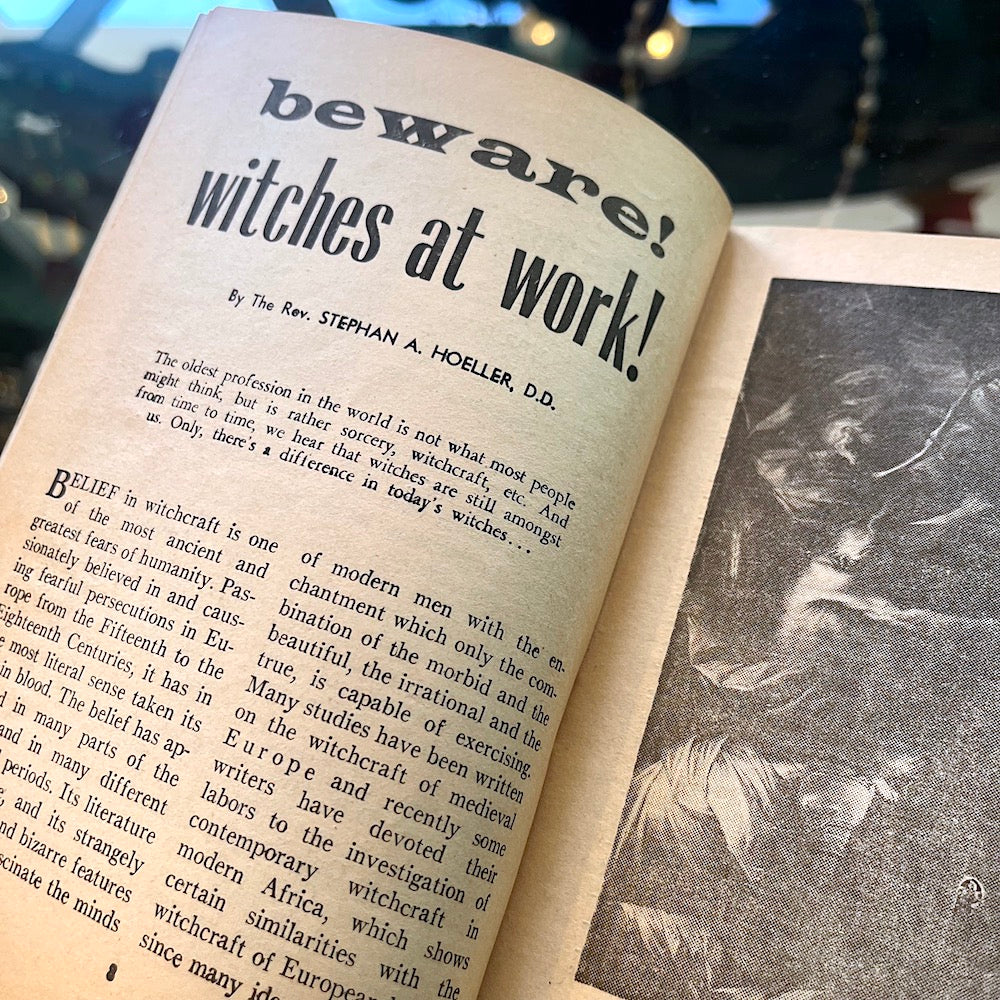 beware!
witches at work!
By The Rev. STEPHAN A. HOELLER, D.D.
The oldest profession in the world is not what most people
might think, but is rather sorcery, witchcraft, etc. And
from time to time, we hear that witches are still amongst
us. Only, there's a difference in today's witches...
BELIEF in witchcraft is one
of the most ancient and
greatest fears of humanity. Pas-
sionately believed in and caus-
ing fearful persecutions in Eu-
rope from the Fifteenth to the
Eighteenth Centuries, it has in
most literal sense taken its
in blood. The belief has ap-
in many parts of the
and in many different
periods. Its literature
and its strangely
bizarre features
the minds
of modern men with the en-
chantment which only the com-
bination of the morbid and the
beautiful, the irrational and the
true, is capable of exercising.
Many studies have been written
on the witchcraft of medieval
Europe and recently some
writers have devoted their
labors to the investigation of
contemporary witchcraft in
modern Africa, which shows
certain similarities with the
witchcraft of European
since many
8